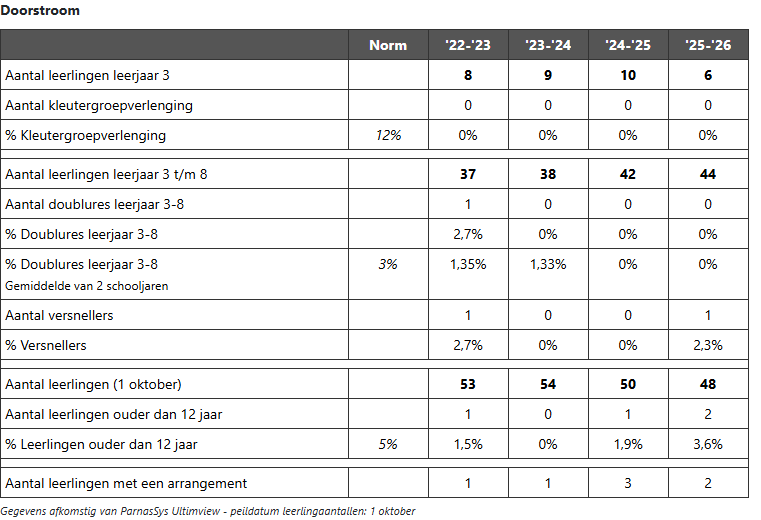 Doorstroom
Norm '22-'23 '23-'24 '24-'25 '25-'26
Aantal leerlingen leerjaar 3 8 9 10 6
Aantal kleutergroepverlenging 0 0 0 0
% Kleutergroepverlenging 12% 0% 0% 0% 0%
Aantal leerlingen leerjaar 3 t/m 8 37 38 42 44
Aantal doublures leerjaar 3-8 1 0 0 0
% Doublures leerjaar 3-8 2,7% 0% 0% 0%
% Doublures leerjaar 3-8 3% 1,35% 1,33% 0% 0%
Gemiddelde van 2 schooljaren
Aantal versnellers 1 0 0 1
% Versnellers 2,7% 0% 0% 2,3%
Aantal leerlingen (1 oktober) 53 54 50 48
Aantal leerlingen ouder dan 12 jaar 1 0 1 2
% Leerlingen ouder dan 12 jaar 5% 1,5% 0% 1,9% 3,6%
Aantal leerlingen met een arrangement 1 1 3 2
Gegevens afkomstig van ParnasSys Ultimview - peildatum leerlingaantallen: 1 oktober